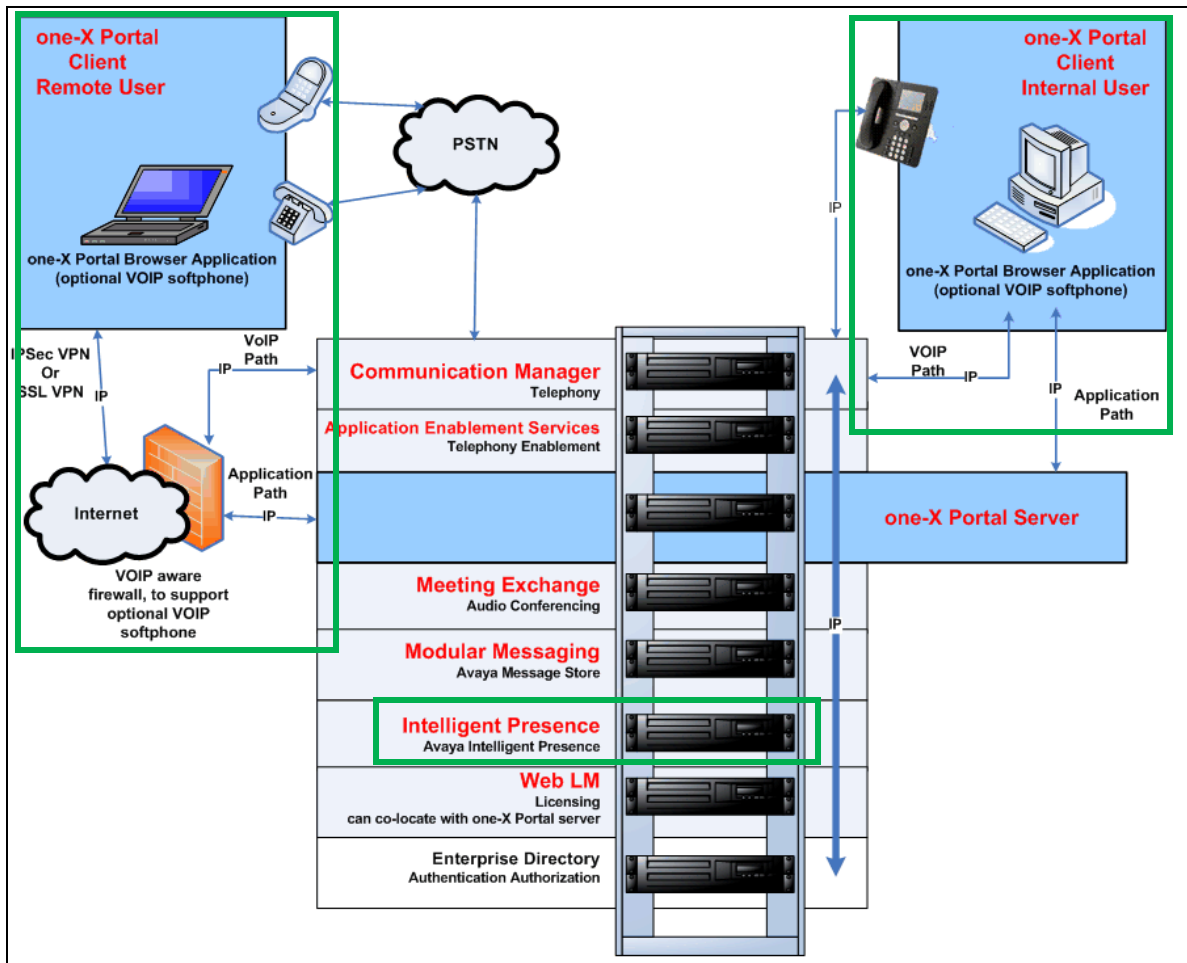 one-X Portal
Client
Remote User
one-X Portal Browser Application
(optional VOIP softphone)
PSTN
one-X Portal
Client
Internal User
IP
one-X Portal Browser Application
(optional VOIP softphone)
IPSec VPN
Or
SSL VPN
IP
VoIP
Path
IP
VOIP
Path
IP
IP
Application
Path
Communication Manager
Telephony
Application Enablement Services
Telephony Enablement
Internet
Application
Path
IP
one-X Portal Server
VOIP aware
firewall, to support
optional VOIP
softphone
Meeting Exchange
Audio Conferencing
IP
Modular Messaging
Avaya Message Store
Intelligent Presence
Avaya Intelligent Presence
Web LM
Licensing
can co-locate with one-X Portal server
Enterprise Directory
Authentication Authorization